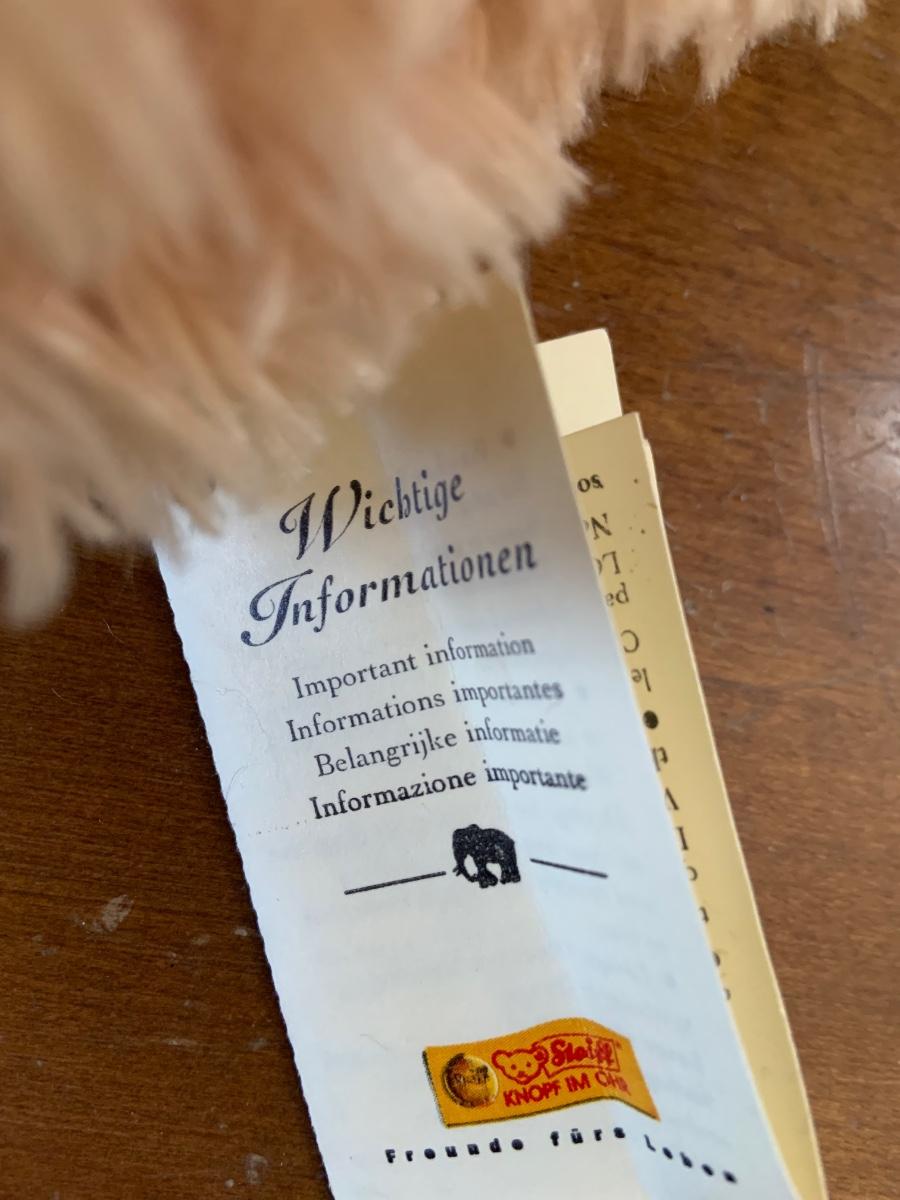 Wichtige
Informationen
Important information
Informations importantes
Belangrijke informatie
Informazione importante
Steiff
KNOPF IM OHR
Freunde fürs Leben